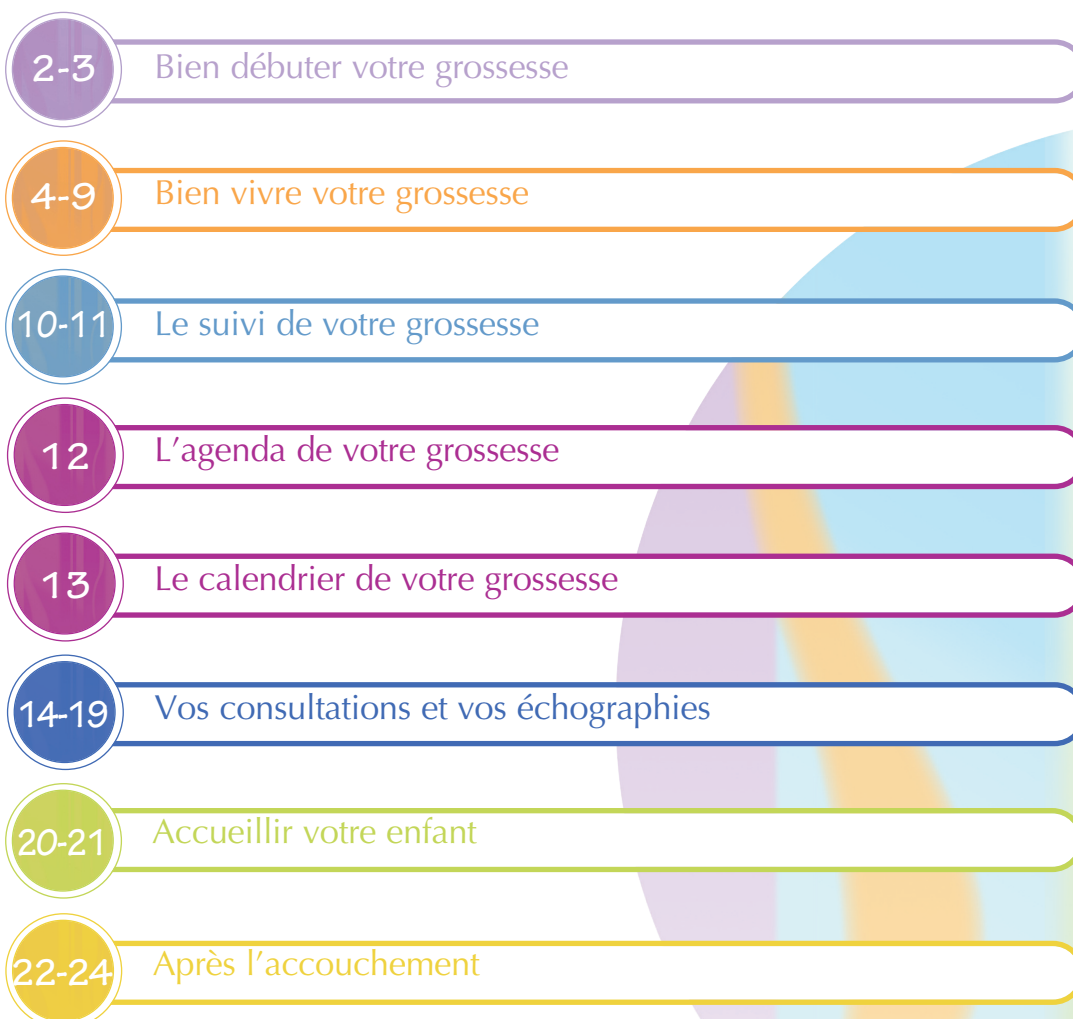 2-3 Bien débuter votre grossesse
4-9 Bien vivre votre grossesse
10-11 Le suivi de votre grossesse
12 L’agenda de votre grossesse
13 Le calendrier de votre grossesse
14-19 Vos consultations et vos échographies
20-21 Accueillir votre enfant
22-24 Après l’accouchement